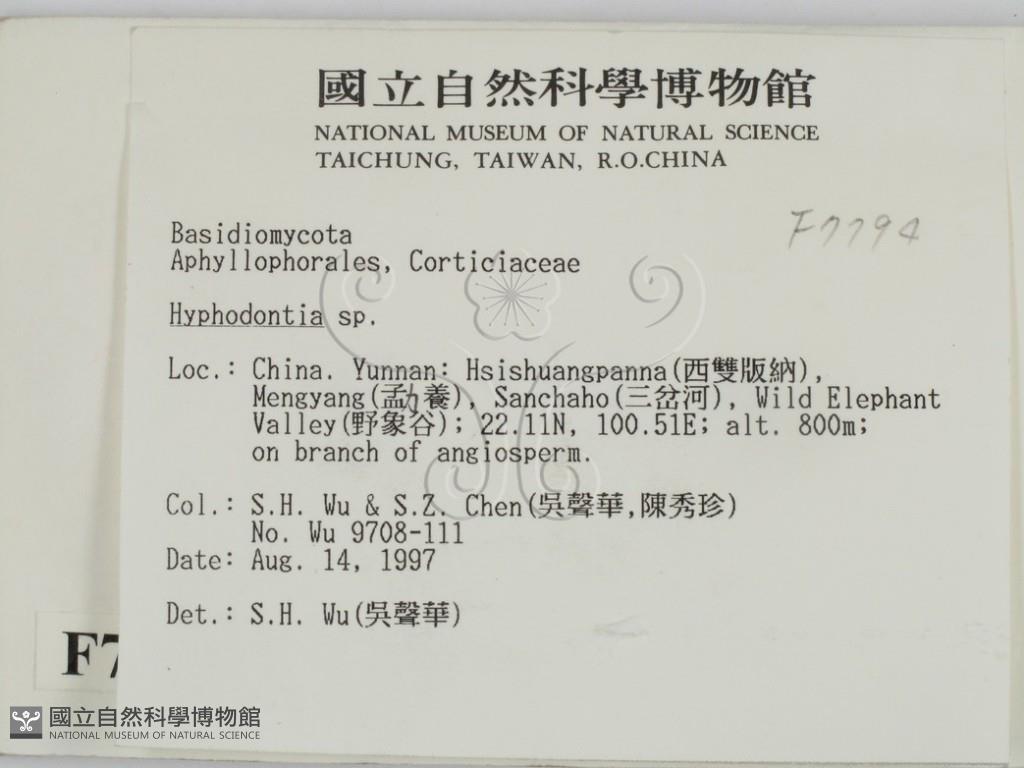 國立自然科學博物館
NATIONAL MUSEUM OF NATURAL SCIENCE
TAICHUNG, TAIWAN, R.O.CHINA
F7794
Basidiomycota
Aphyllophorales, Corticiaceae
Hyphodontia sp.
Loc.: China. Yunnan: Hsishuangpanna(西雙版納),
Mengyang(勐養), Sanchaho(三岔河), Wild Elephant
Valley(野象谷); 22.11N, 100.51E; alt. 800m;
on branch of angiosperm.
Col.: S.H. Wu & S.Z. Chen(吳聲華,陳秀珍)
No. Wu 9708-111
Date: Aug. 14, 1997
Det.: S.H. Wu(吳聲華)
F7
國立自然科學博物館
NATIONAL MUSEUM OF NATURAL SCIENCE